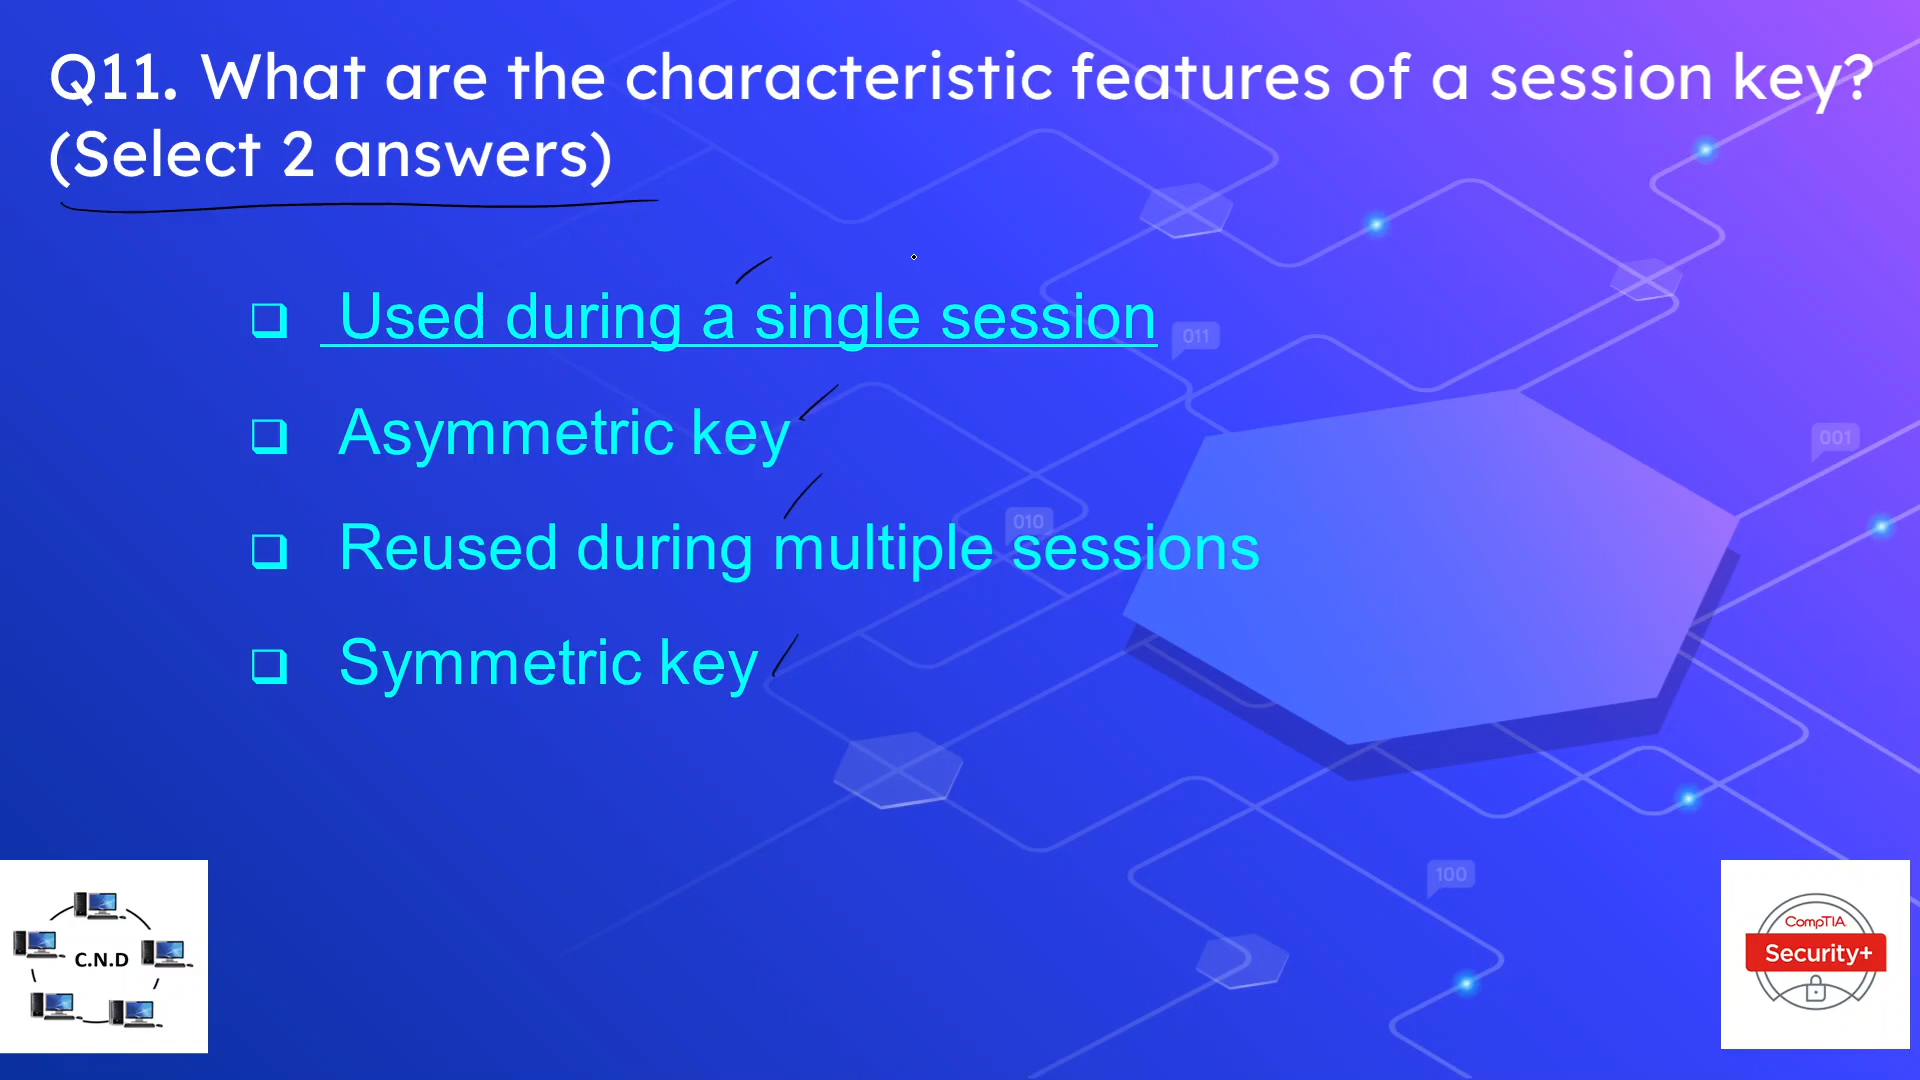 Q11. What are the characteristic features of a session key?
(Select 2 answers)
Used during a single session
011
Asymmetric key
001
010
Reused during multiple sessions
Symmetric key
100
C.N.D
CompTIA
Security+